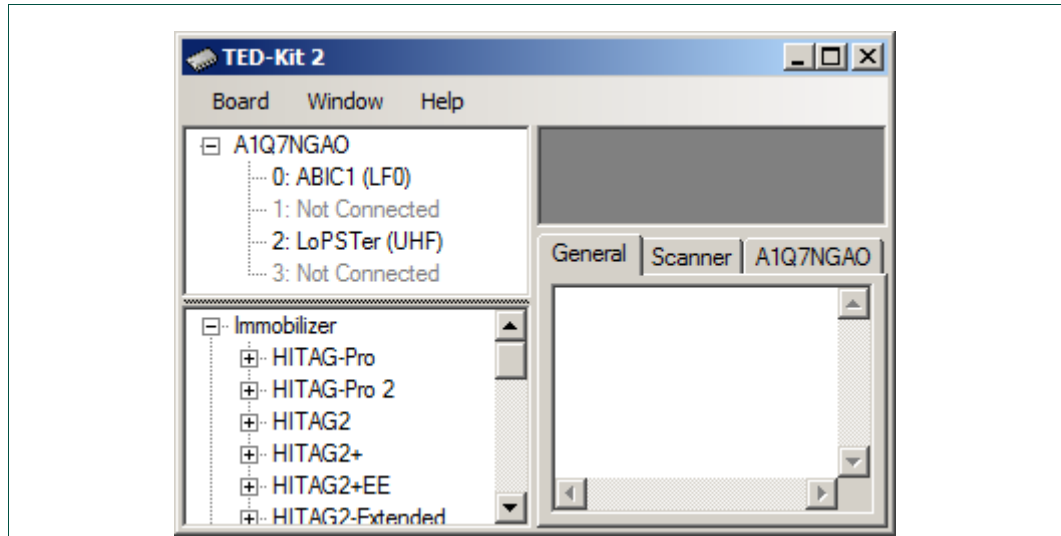 TED-Kit 2
Board Window Help
A1Q7NGAO
0: ABIC1 (LF0)
1: Not Connected
2: LoPSTer (UHF)
3: Not Connected
Immobilizer
HITAG-Pro
HITAG-Pro 2
HITAG2
HITAG2+
HITAG2+EE
HITAG2-Extended
General Scanner A1Q7NGAO